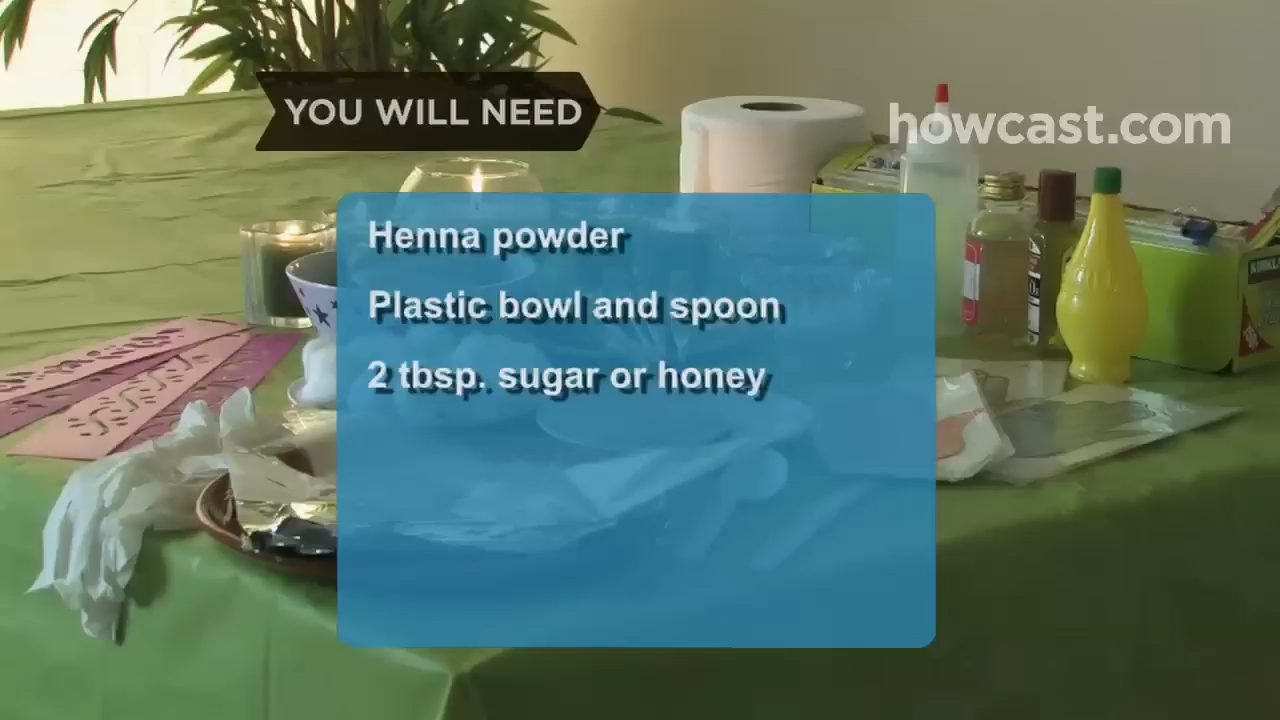 YOU WILL NEED
howcast.com
Henna powder
Plastic bowl and spoon
2 tbsp. sugar or honey